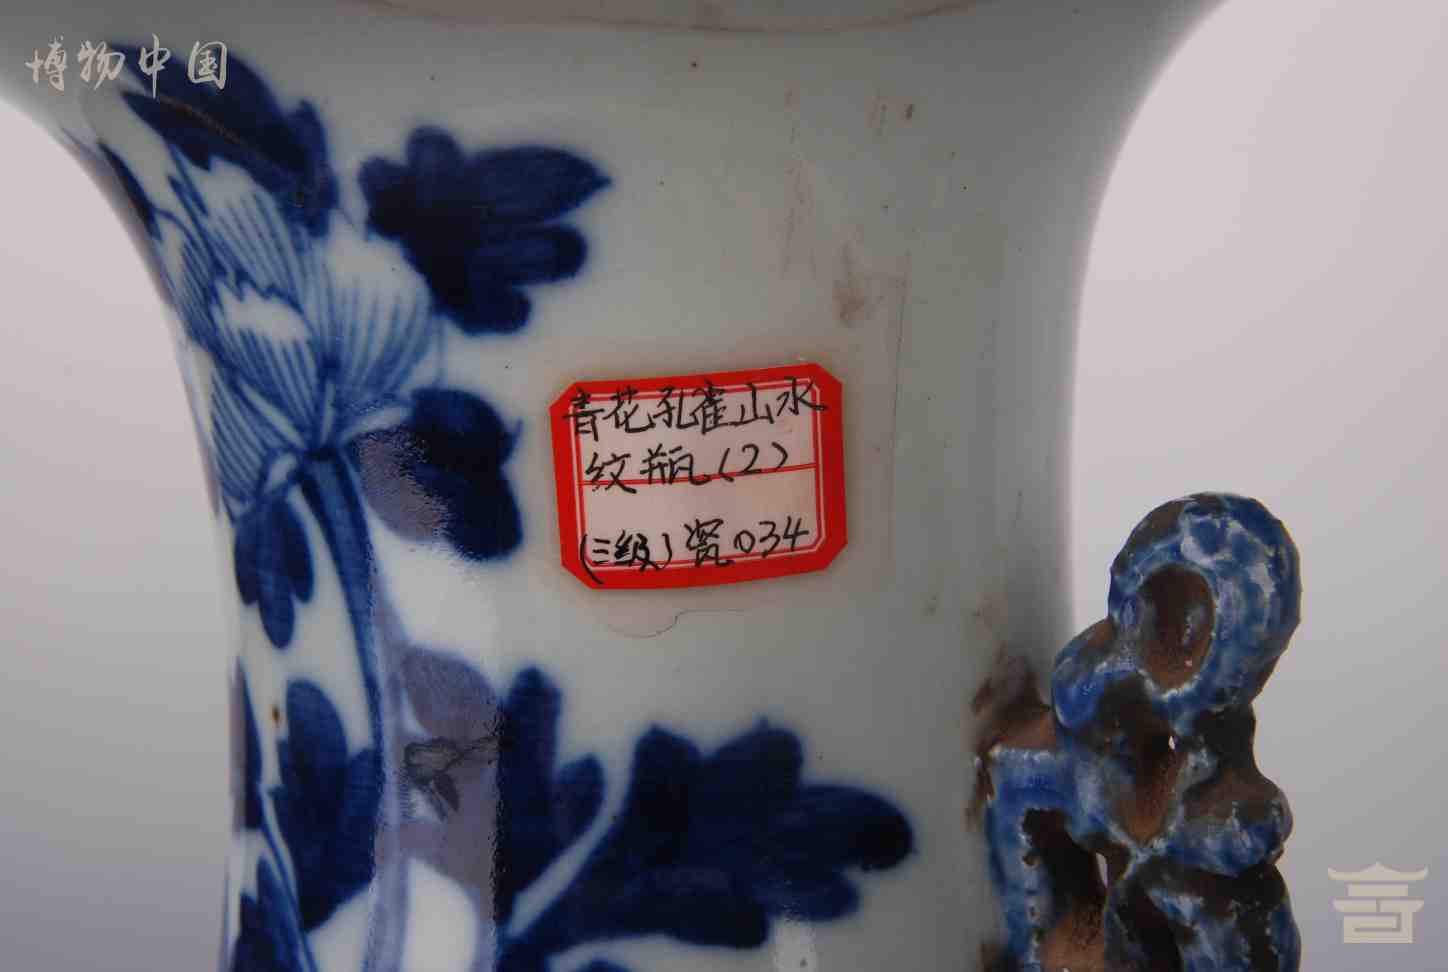 博物中国
青花孔雀山水
纹瓶(2)
(三级)瓷034